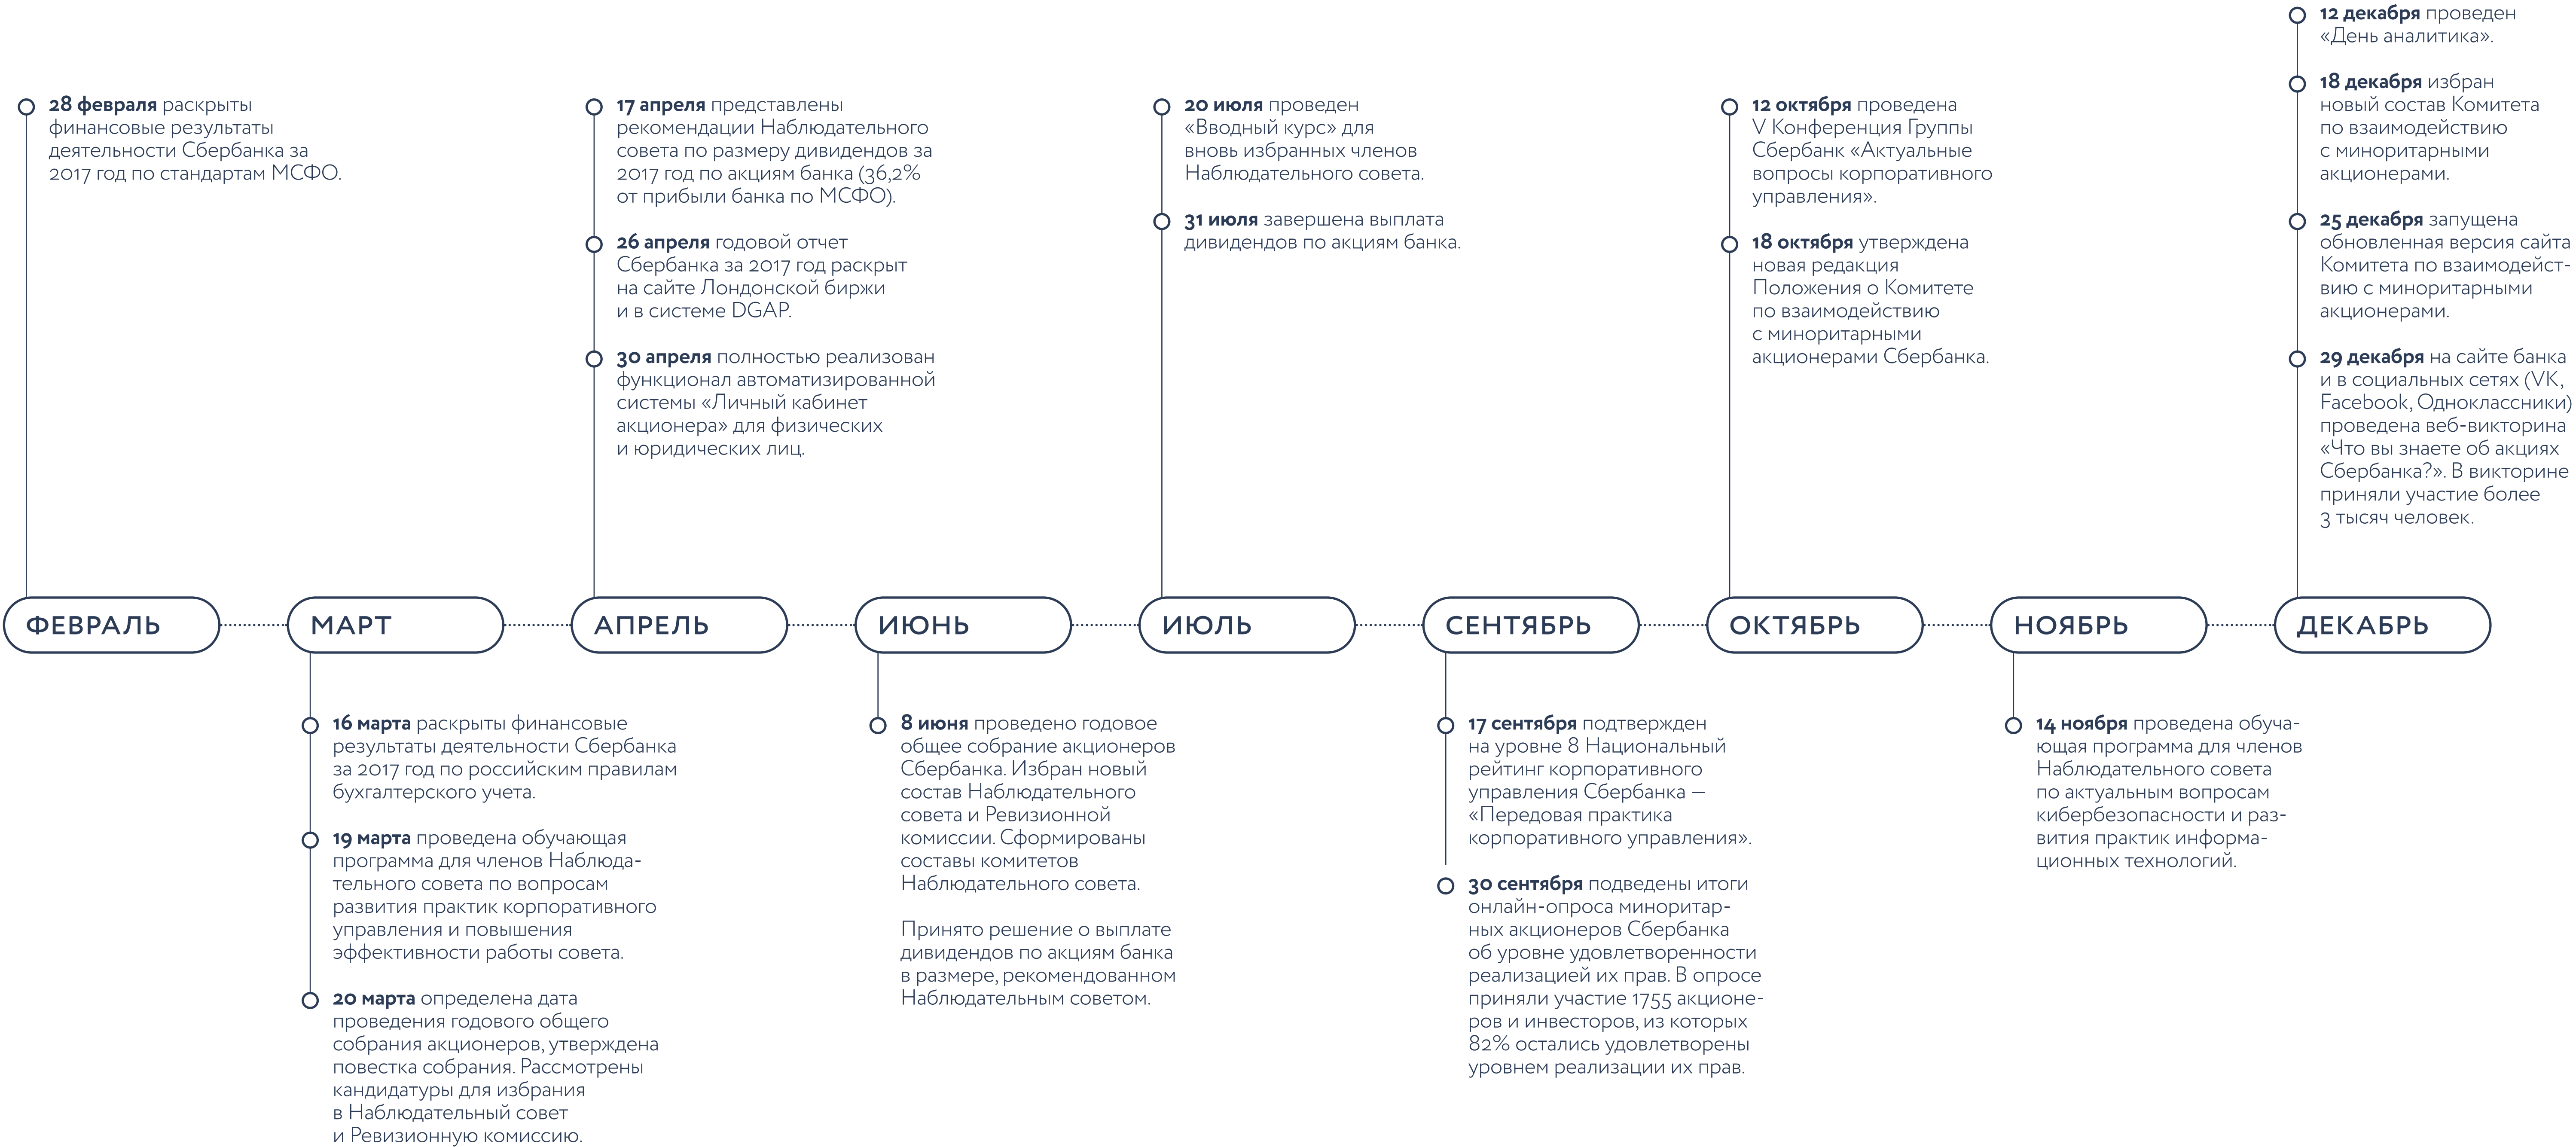 28 февраля раскрыты
финансовые результаты
деятельности Сбербанка за
2017 год по стандартам МСФО.
17 апреля представлены
рекомендации Наблюдательного
совета по размеру дивидендов за
2017 год по акциям банка (36,2%
от прибыли банка по МСФО).
26 апреля годовой отчет
Сбербанка за 2017 год раскрыт
на сайте Лондонской биржи
и в системе DGAP.
30 апреля полностью реализован
функционал автоматизированной
системы «Личный кабинет
акционера» для физических
и юридических лиц.
20 июля проведен
«Вводный курс» для
вновь избранных членов
Наблюдательного совета.
31 июля завершена выплата
дивидендов по акциям банка.
12 октября проведена
V Конференция Группы
Сбербанк «Актуальные
вопросы корпоративного
управления».
18 октября утверждена
новая редакция
Положения о Комитете
по взаимодействию
с миноритарными
акционерами Сбербанка.
12 декабря проведен
«День аналитика».
18 декабря избран
новый состав Комитета
по взаимодействию
с миноритарными
акционерами.
25 декабря запущена
обновленная версия сайта
Комитета по взаимодейст-
вию с миноритарными
акционерами.
29 декабря на сайте банка
и в социальных сетях (VK,
Facebook, Одноклассники)
проведена веб-викторина
«Что вы знаете об акциях
Сбербанка?». В викторине
приняли участие более
3 тысяч человек.
ФЕВРАЛЬ
МАРТ
АПРЕЛЬ
ИЮНЬ
ИЮЛЬ
СЕНТЯБРЬ
ОКТЯБРЬ
НОЯБРЬ
ДЕКАБРЬ
16 марта раскрыты финансовые
результаты деятельности Сбербанка
за 2017 год по российским правилам
бухгалтерского учета.
19 марта проведена обучающая
программа для членов Наблюда-
тельного совета по вопросам
развития практик корпоративного
управления и повышения
эффективности работы совета.
20 марта определена дата
проведения годового общего
собрания акционеров, утверждена
повестка собрания. Рассмотрены
кандидатуры для избрания
в Наблюдательный совет
и Ревизионную комиссию.
8 июня проведено годовое
общее собрание акционеров
Сбербанка. Избран новый
состав Наблюдательного
совета и Ревизионной
комиссии. Сформированы
составы комитетов
Наблюдательного совета.
Принято решение о выплате
дивидендов по акциям банка
в размере, рекомендованном
Наблюдательным советом.
17 сентября подтвержден
на уровне 8 Национальный
рейтинг корпоративного
управления Сбербанка —
«Передовая практика
корпоративного управления».
30 сентября подведены итоги
онлайн-опроса миноритар-
ных акционеров Сбербанка
об уровне удовлетворенности
реализацией их прав. В опросе
приняли участие 1755 акционе-
ров и инвесторов, из которых
82% остались удовлетворены
уровнем реализации их прав.
14 ноября проведена обуча-
ющая программа для членов
Наблюдательного совета
по актуальным вопросам
кибербезопасности и раз-
вития практик информа-
ционных технологий.